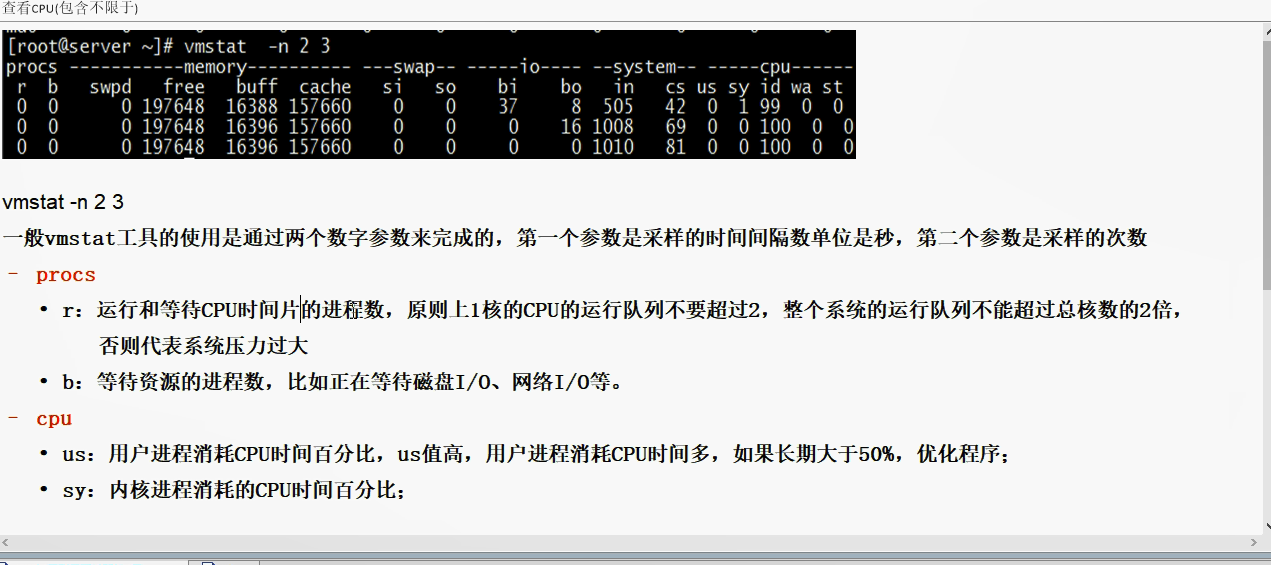 查看CPU(包含不限于)
[root@server ~]# vmstat  -n 2 3
procs -----------memory---------- ---swap-- -----io---- --system-- -----cpu------
 r  b   swpd   free   buff  cache   si   so    bi    bo   in   cs us sy id wa st
 0  0      0 197648  16388 157660    0    0    37     8  505   42  0  1 99  0  0
 0  0      0 197648  16396 157660    0    0     0    16 1008   69  0  0 100  0  0
 0  0      0 197648  16396 157660    0    0     0     0 1010   81  0  0 100  0  0
vmstat -n 2 3
一般vmstat工具的使用是通过两个数字参数来完成的，第一个参数是采样的时间间隔数单位是秒，第二个参数是采样的次数
- procs
• r：运行和等待CPU时间片的进程数，原则上1核的CPU的运行队列不要超过2，整个系统的运行队列不能超过总核数的2倍，
否则代表系统压力过大
• b：等待资源的进程数，比如正在等待磁盘I/O、网络I/O等。
- cpu
• us：用户进程消耗CPU时间百分比，us值高，用户进程消耗CPU时间多，如果长期大于50%，优化程序；
• sy：内核进程消耗的CPU时间百分比；